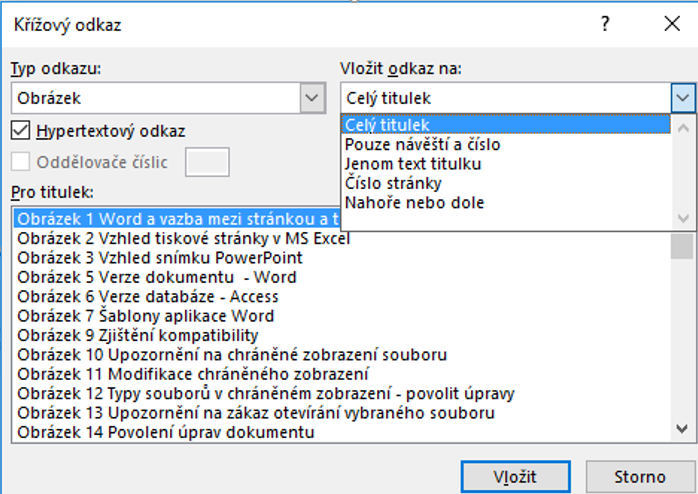 Křížový odkaz
Typ odkazu:
Vložit odkaz na:
Obrázek
Celý titulek
Hypertextový odkaz
Oddělovače číslic
Celý titulek
Pouze návěští a číslo
Jenom text titulku
Číslo stránky
Nahoře nebo dole
Pro titulek:
Obrázek 1 Word a vazba mezi stránkou a t
Obrázek 2 Vzhled tiskové stránky v MS Excel
Obrázek 3 Vzhled snímku PowerPoint
Obrázek 5 Verze dokumentu - Word
Obrázek 6 Verze databáze - Access
Obrázek 7 Šablony aplikace Word
Obrázek 9 Zjištění kompatibility
Obrázek 10 Upozornění na chráněné zobrazení souboru
Obrázek 11 Modifikace chráněného zobrazení
Obrázek 12 Typy souborů v chráněném zobrazení - povolit úpravy
Obrázek 13 Upozornění na zákaz otevírání vybraného souboru
Obrázek 14 Povolení úprav dokumentu
Vložit
Storno